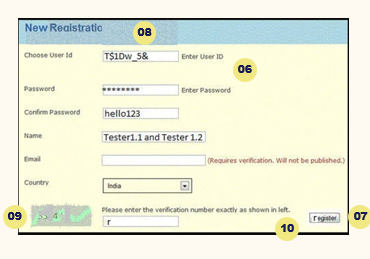 New Registratio
08
Choose User Id T$1Dw_5& Enter User ID
06
Password ******** Enter Password
Confirm Password hello123
Name Tester1.1 and Tester 1.2
Email (Requires verification. Will not be published.)
Country India
Please enter the verification number exactly as shown in left.
09 r register 07
10